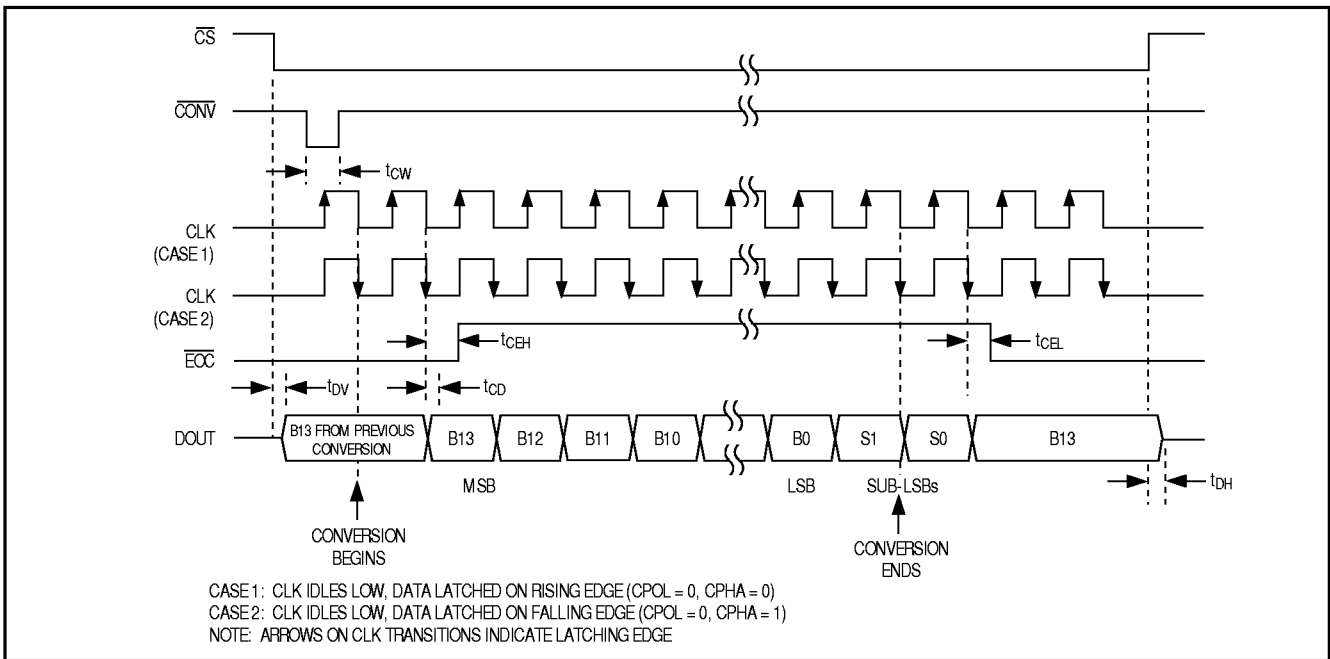 CS
CONV
tCW
CLK
(CASE 1)
CLK
(CASE 2)
tCEH
tCEL
EOC
tDV
tCD
DOUT
B13 FROM PREVIOUS
CONVERSION
B13
B12
B11
B10
B0
S1
S0
B13
MSB
LSB
SUB-LSBs
tDH
CONVERSION
BEGINS
CONVERSION
ENDS
CASE 1: CLK IDLES LOW, DATA LATCHED ON RISING EDGE (CPOL = 0, CPHA = 0)
CASE 2: CLK IDLES LOW, DATA LATCHED ON FALLING EDGE (CPOL = 0, CPHA = 1)
NOTE: ARROWS ON CLK TRANSITIONS INDICATE LATCHING EDGE